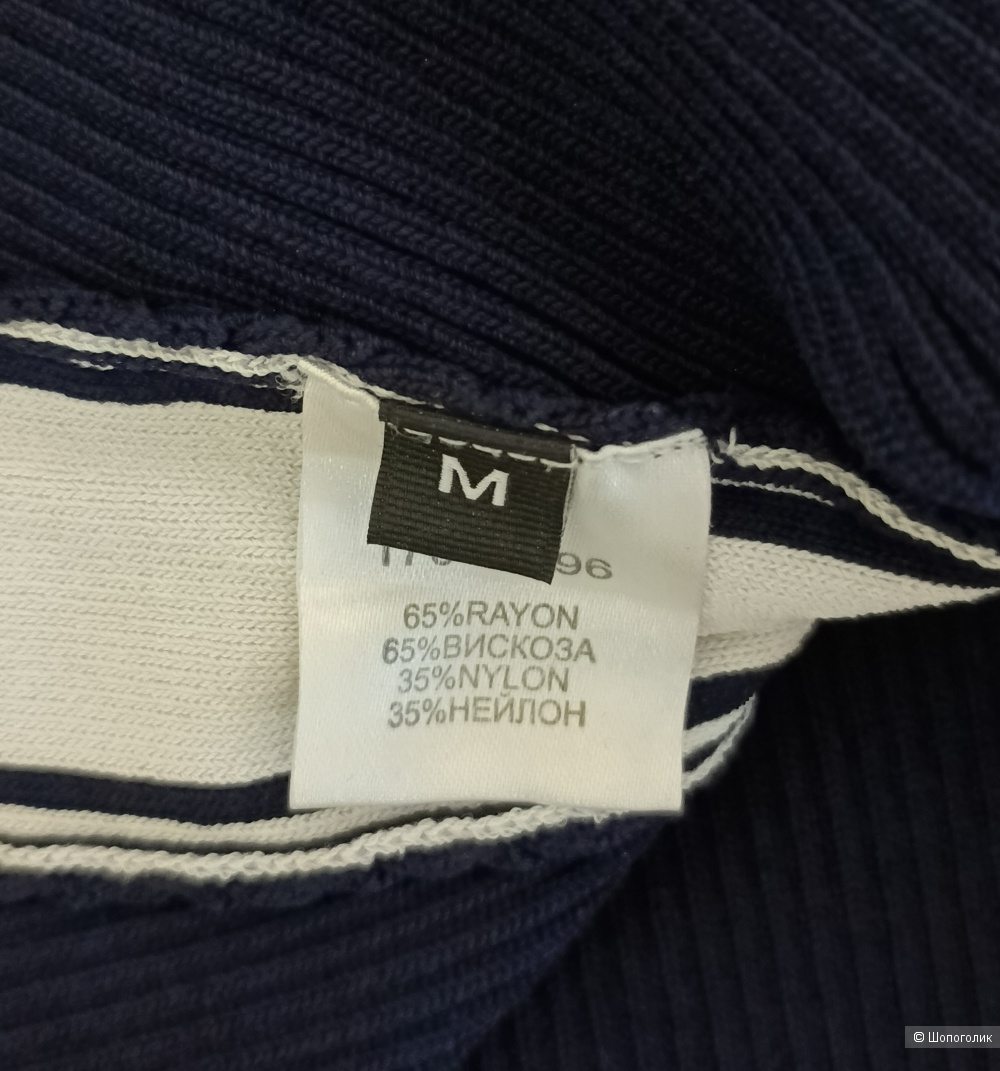 M
96
65%RAYON
65%ВИСКОЗА
35%NYLON
35%НЕЙЛОН
© Шопоголик